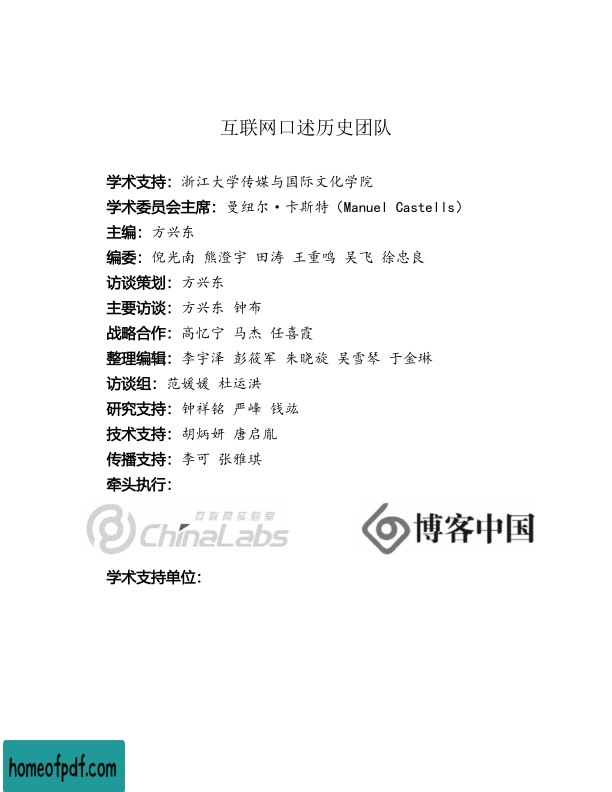 互联网口述历史团队
学术支持：浙江大学传媒与国际文化学院
学术委员会主席：曼纽尔·卡斯特（Manuel Castells）
主编：方兴东
编委：倪光南 熊澄宇 田涛 王重鸣 吴飞 徐忠良
访谈策划：方兴东
主要访谈：方兴东 钟布
战略合作：高忆宁 马杰 任喜霞
整理编辑：李宇泽 彭筱军 朱晓旋 吴雪琴 于金琳
访谈组：范媛媛 杜运洪
研究支持：钟祥铭 严峰 钱竑
技术支持：胡炳妍 唐启胤
传播支持：李可 张雅琪
牵头执行：
互联网实验室
ChinaLabs
博客中国
学术支持单位：
homeofpdf.com